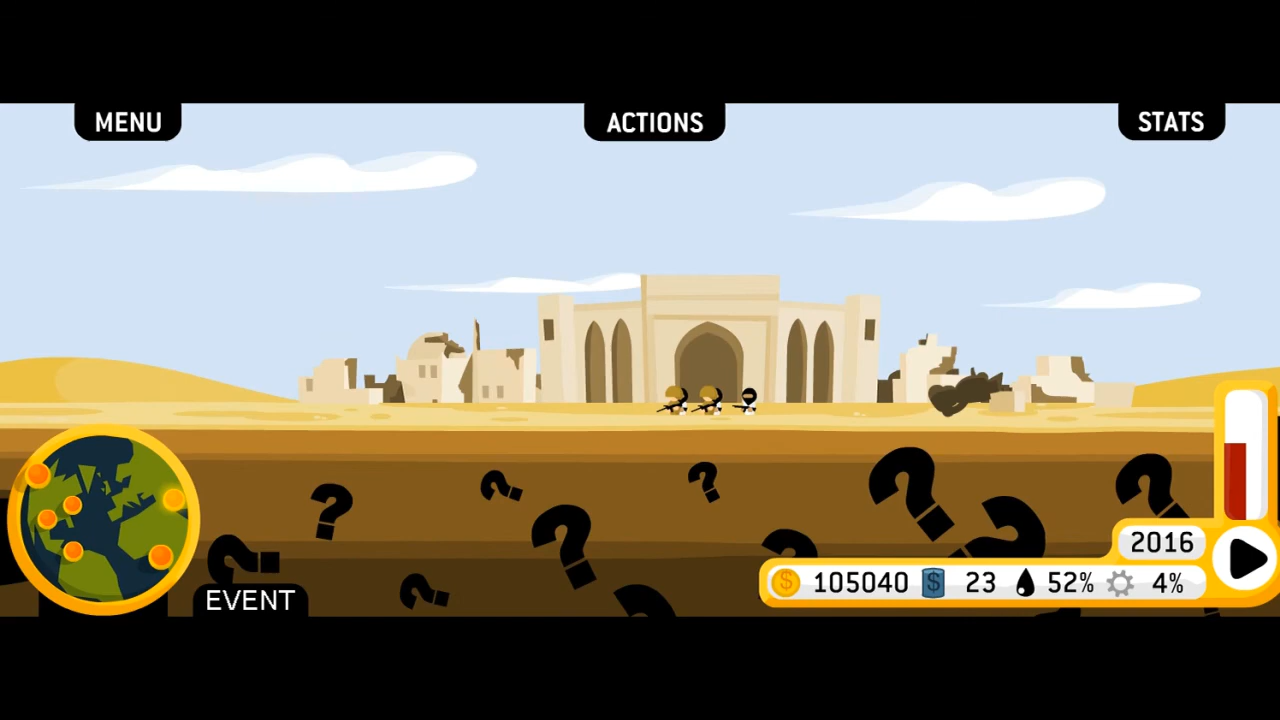 MENU
ACTIONS
STATS
2016
105040 23 52% 4%
EVENT